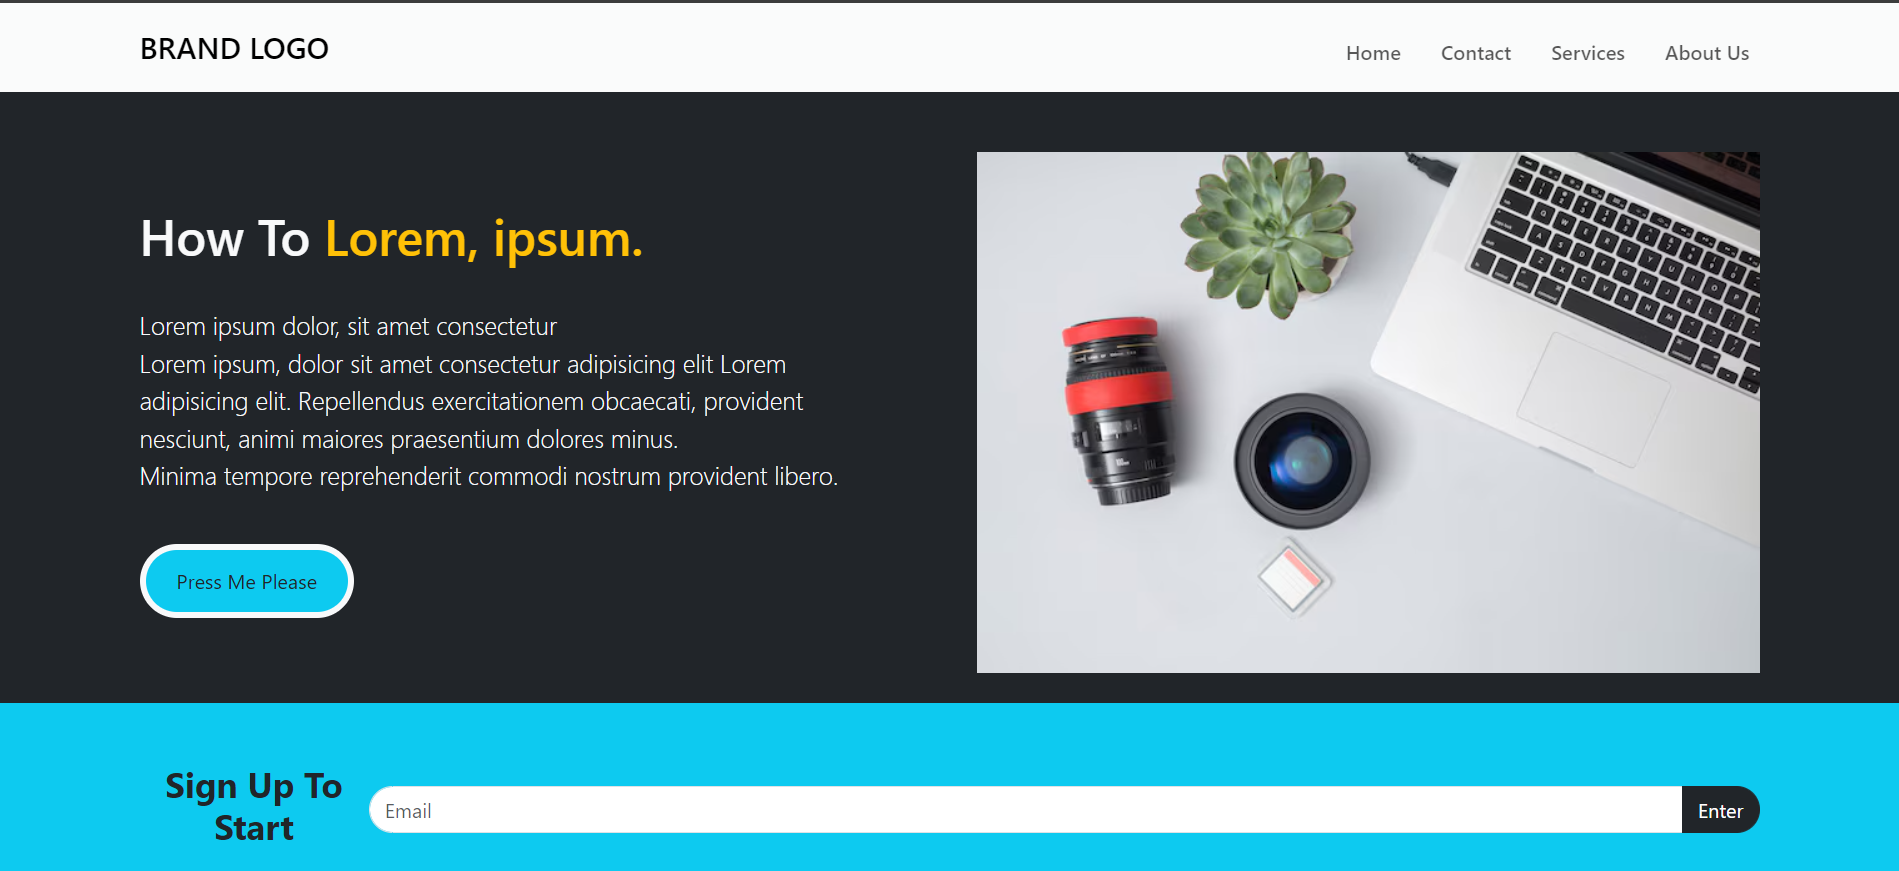 BRAND LOGO
Home Contact Services About Us
How To Lorem, ipsum.
Lorem ipsum dolor, sit amet consectetur
Lorem ipsum, dolor sit amet consectetur adipisicing elit Lorem
adipisicing elit. Repellendus exercitationem obcaecati, provident
nesciunt, animi maiores praesentium dolores minus.
Minima tempore reprehenderit commodi nostrum provident libero.
Press Me Please
Sign Up To
Start
Email
Enter